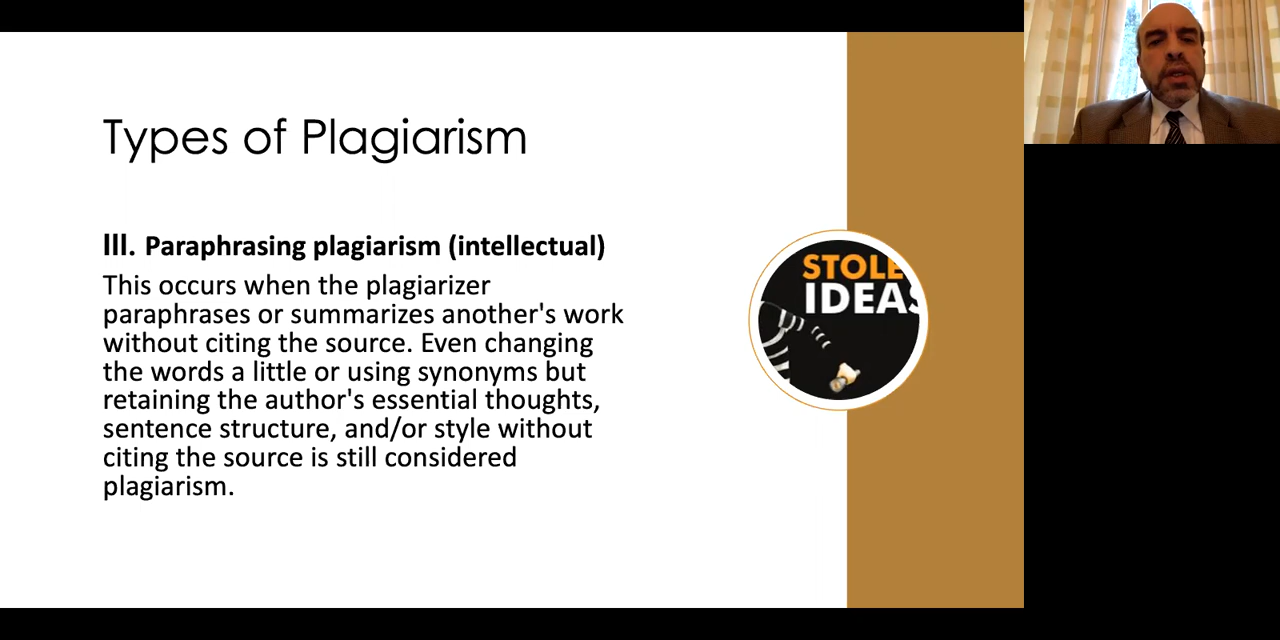 Types of Plagiarism
III. Paraphrasing plagiarism (intellectual)
This occurs when the plagiarizer
paraphrases or summarizes another's work
without citing the source. Even changing
the words a little or using synonyms but
retaining the author's essential thoughts,
sentence structure, and/or style without
citing the source is still considered
plagiarism.
STOLE
IDEAS